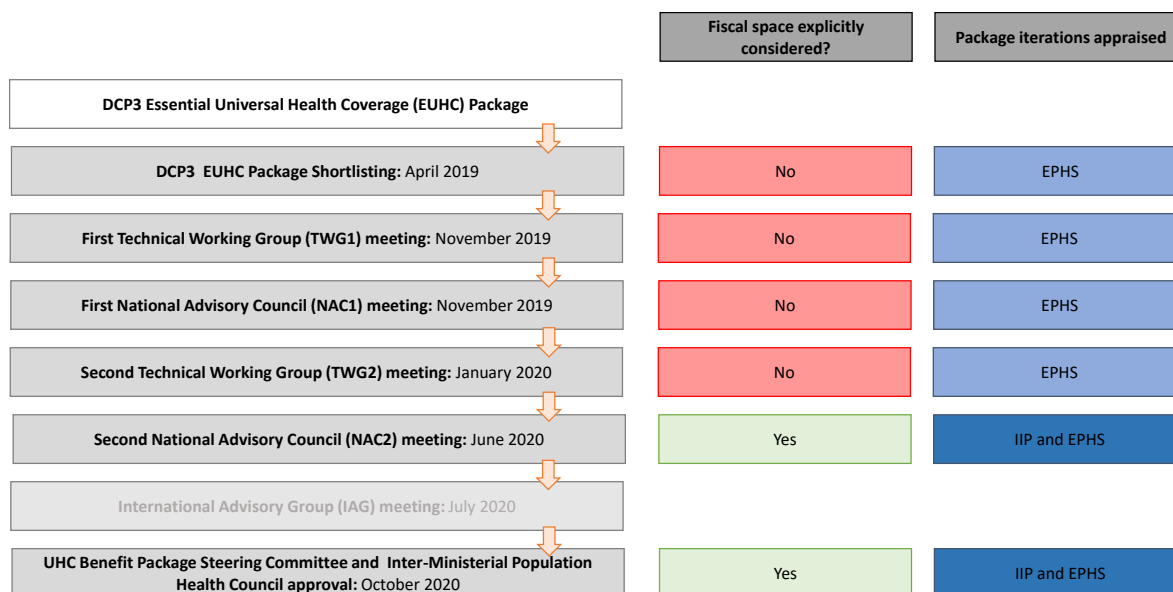 Fiscal space explicitly
considered?
Package iterations appraised
DCP3 Essential Universal Health Coverage (EUHC) Package
DCP3  EUHC Package Shortlisting: April 2019
No
EPHS
First Technical Working Group (TWG1) meeting: November 2019
No
EPHS
First National Advisory Council (NAC1) meeting: November 2019
No
EPHS
Second Technical Working Group (TWG2) meeting: January 2020
No
EPHS
Second National Advisory Council (NAC2) meeting: June 2020
Yes
IIP and EPHS
International Advisory Group (IAG) meeting: July 2020
UHC Benefit Package Steering Committee and  Inter-Ministerial Population
Health Council approval: October 2020
Yes
IIP and EPHS